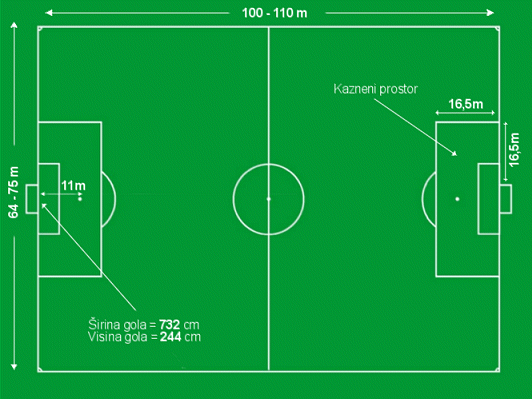 100 - 110 m
Kazneni prostor
16,5m
16,5m
11m
64 - 75 m
Širina gola = 732 cm
Visina gola = 244 cm